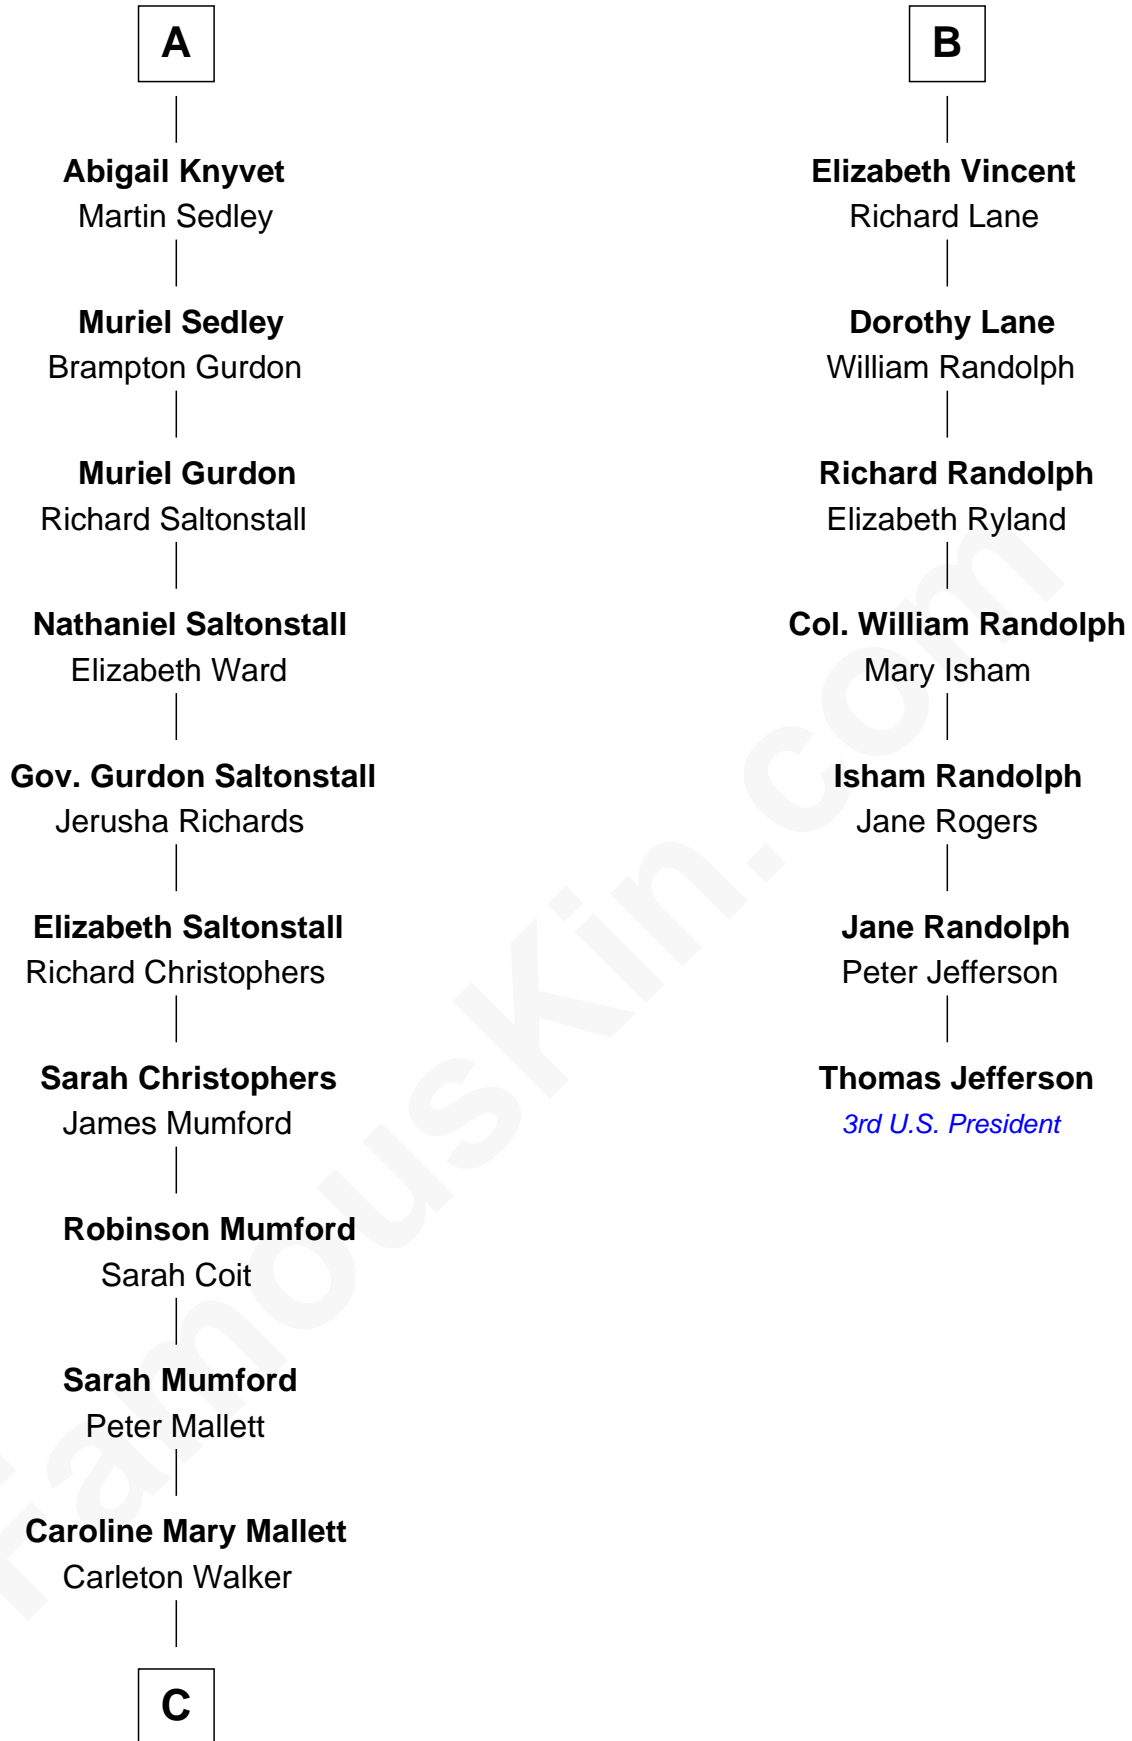 A
Abigail Knyvet
Martin Sedley
Muriel Sedley
Brampton Gurdon
Muriel Gurdon
Richard Saltonstall
Nathaniel Saltonstall
Elizabeth Ward
Gov. Gurdon Saltonstall
Jerusha Richards
Elizabeth Saltonstall
Richard Christophers
Sarah Christophers
James Mumford
Robinson Mumford
Sarah Coit
Sarah Mumford
Peter Mallett
Caroline Mary Mallett
Carleton Walker
C
B
Elizabeth Vincent
Richard Lane
Dorothy Lane
William Randolph
Richard Randolph
Elizabeth Ryland
Col. William Randolph
Mary Isham
Isham Randolph
Jane Rogers
Jane Randolph
Peter Jefferson
Thomas Jefferson
3rd U.S. President
FamousKin.com